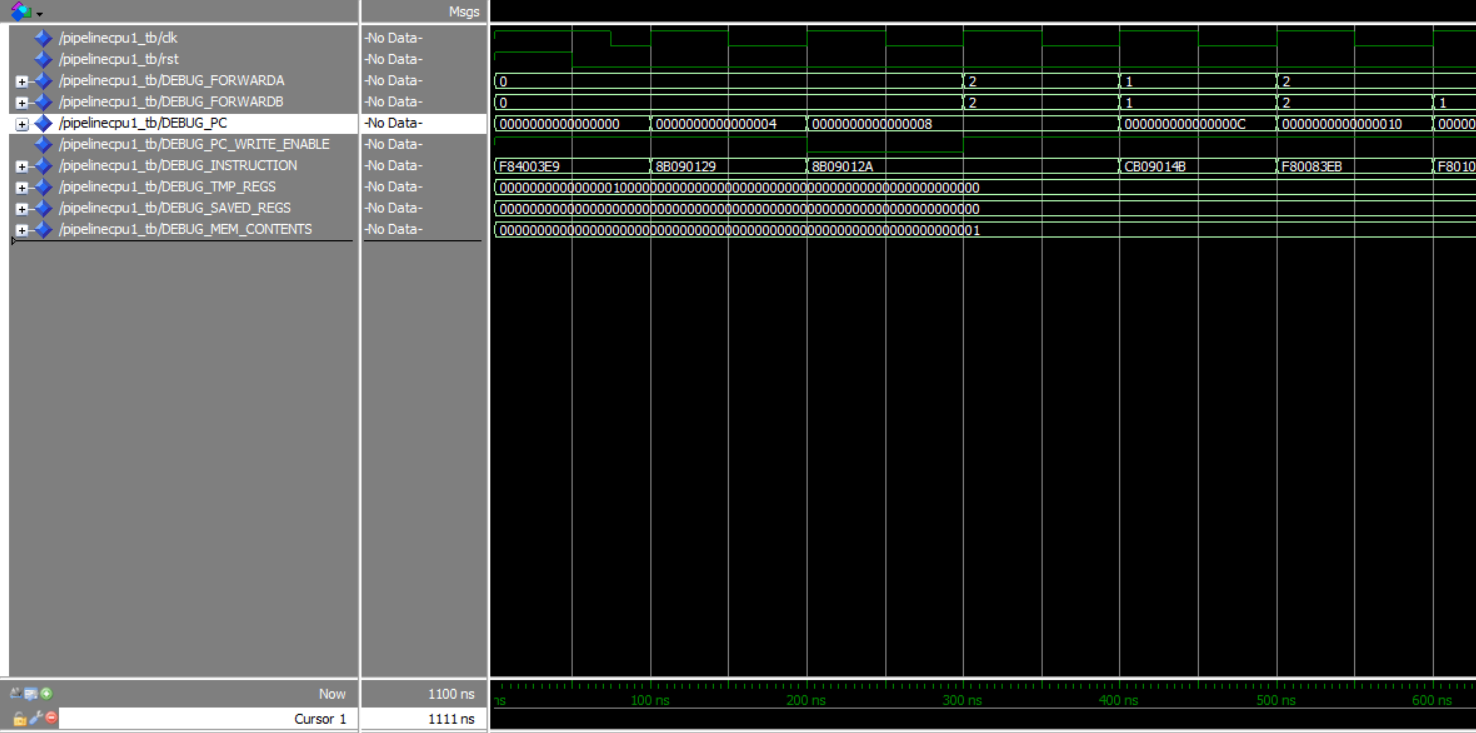 Msgs
/pipelinecpu1_tb/clk -No Data-
/pipelinecpu1_tb/rst -No Data-
/pipelinecpu1_tb/DEBUG_FORWARDA -No Data- 0 2 1 2
/pipelinecpu1_tb/DEBUG_FORWARDB -No Data- 0 2 1 2 1
/pipelinecpu1_tb/DEBUG_PC -No Data- 0000000000000000 0000000000000004 0000000000000008 000000000000000C 0000000000000010 00000
/pipelinecpu1_tb/DEBUG_PC_WRITE_ENABLE -No Data-
/pipelinecpu1_tb/DEBUG_INSTRUCTION -No Data- F84003E9 8B090129 8B09012A CB09014B F80083EB F8010
/pipelinecpu1_tb/DEBUG_TMP_REGS -No Data- 0000000000000001000000000000000000000000000000000000000000000000
/pipelinecpu1_tb/DEBUG_SAVED_REGS -No Data- 0000000000000000000000000000000000000000000000000000000000000000
/pipelinecpu1_tb/DEBUG_MEM_CONTENTS -No Data- 0000000000000000000000000000000000000000000000000000000000000001
Now 1100 ns ns 100 ns 200 ns 300 ns 400 ns 500 ns 600 ns
Cursor 1 1111 ns